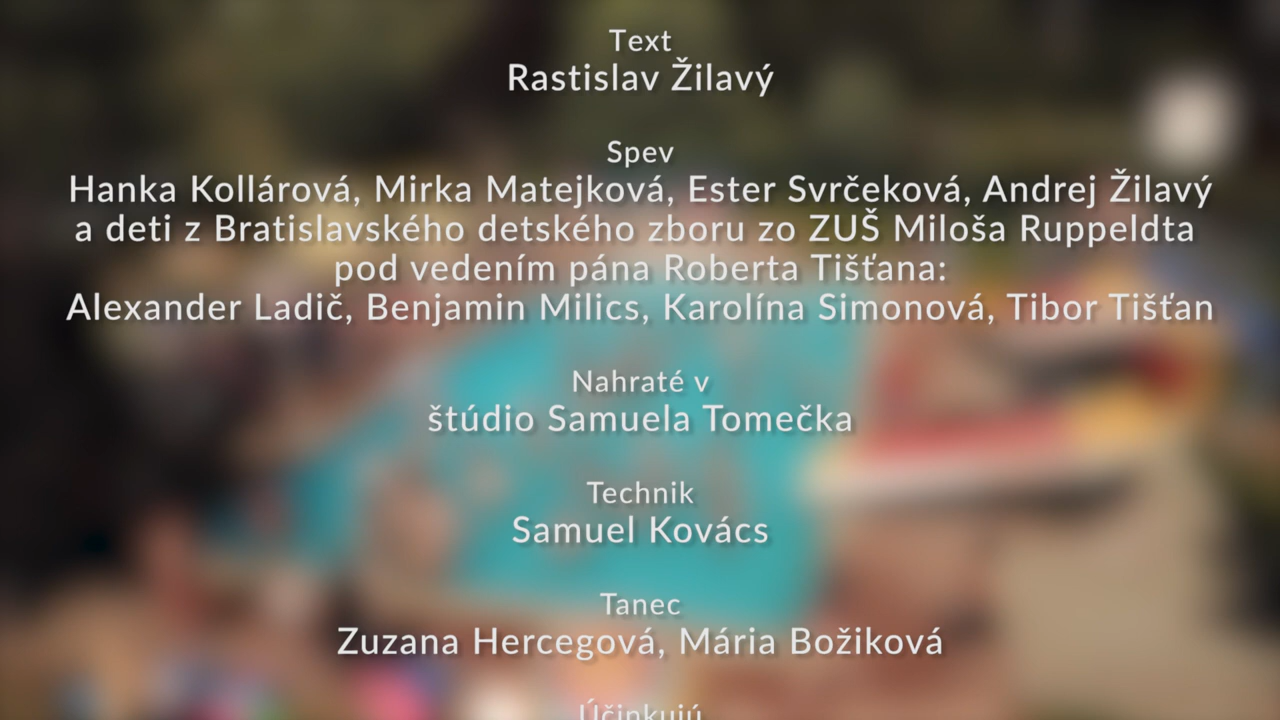 Text
Rastislav Žilavý
Spev
Hanka Kollárová, Mirka Matejková, Ester Svrčeková, Andrej Žilavý
a deti z Bratislavského detského zboru zo ZUŠ Miloša Ruppeldta
pod vedením pána Roberta Tišťana:
Alexander Ladič, Benjamin Milics, Karolína Simonová, Tibor Tišťan
Nahraté v
štúdio Samuela Tomečka
Technik
Samuel Kovács
Tanec
Zuzana Hercegová, Mária Božiková
Účinkujú